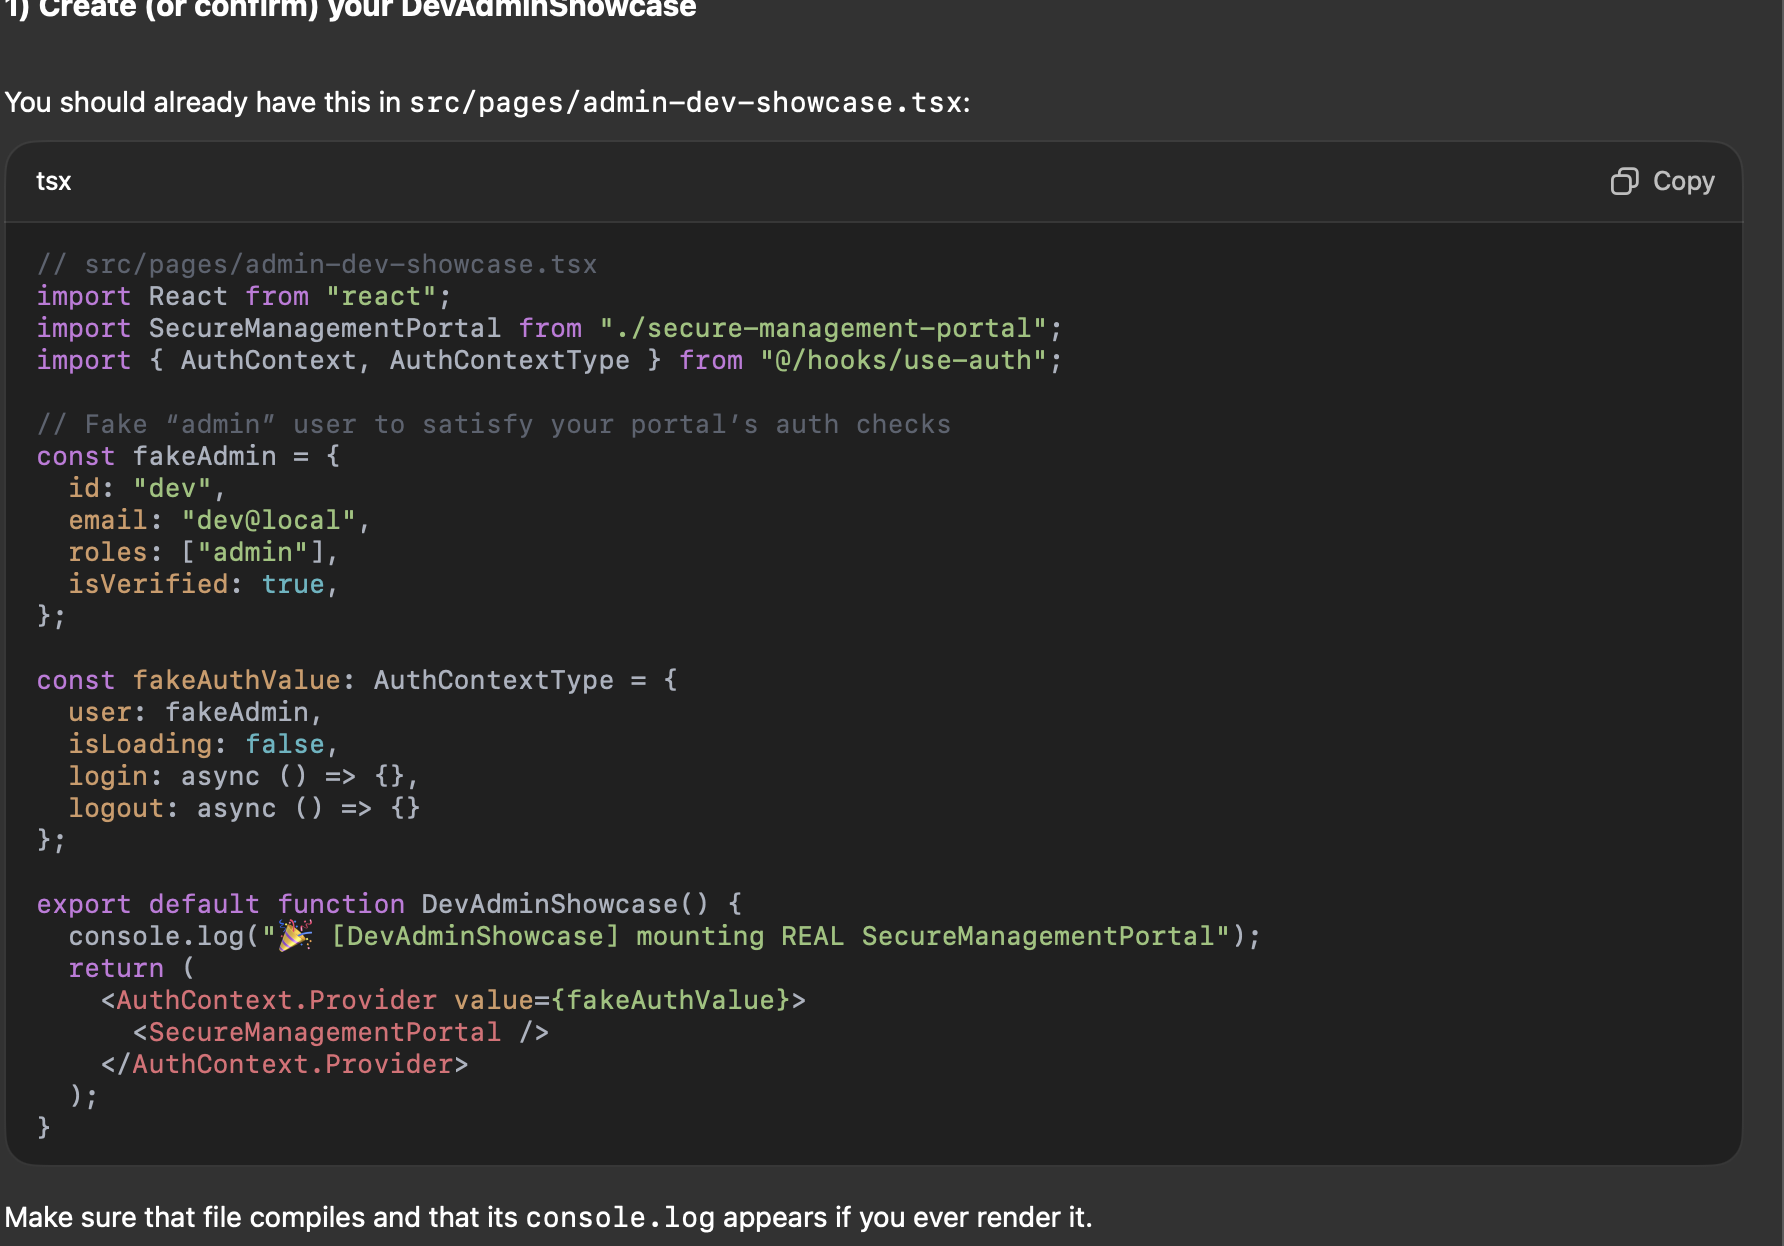 1) Create (or confirm) your DevAdminShowcase
You should already have this in src/pages/admin-dev-showcase.tsx:
tsx
Copy
// src/pages/admin-dev-showcase.tsx
import React from "react";
import SecureManagementPortal from "./secure-management-portal";
import { AuthContext, AuthContextType } from "@/hooks/use-auth";
// Fake “admin” user to satisfy your portal’s auth checks
const fakeAdmin = {
  id: "dev",
  email: "dev@local",
  roles: ["admin"],
  isVerified: true,
};
const fakeAuthValue: AuthContextType = {
  user: fakeAdmin,
  isLoading: false,
  login: async () => {},
  logout: async () => {}
};
export default function DevAdminShowcase() {
  console.log("🎉 [DevAdminShowcase] mounting REAL SecureManagementPortal");
  return (
    <AuthContext.Provider value={fakeAuthValue}>
      <SecureManagementPortal />
    </AuthContext.Provider>
  );
}
Make sure that file compiles and that its console.log appears if you ever render it.